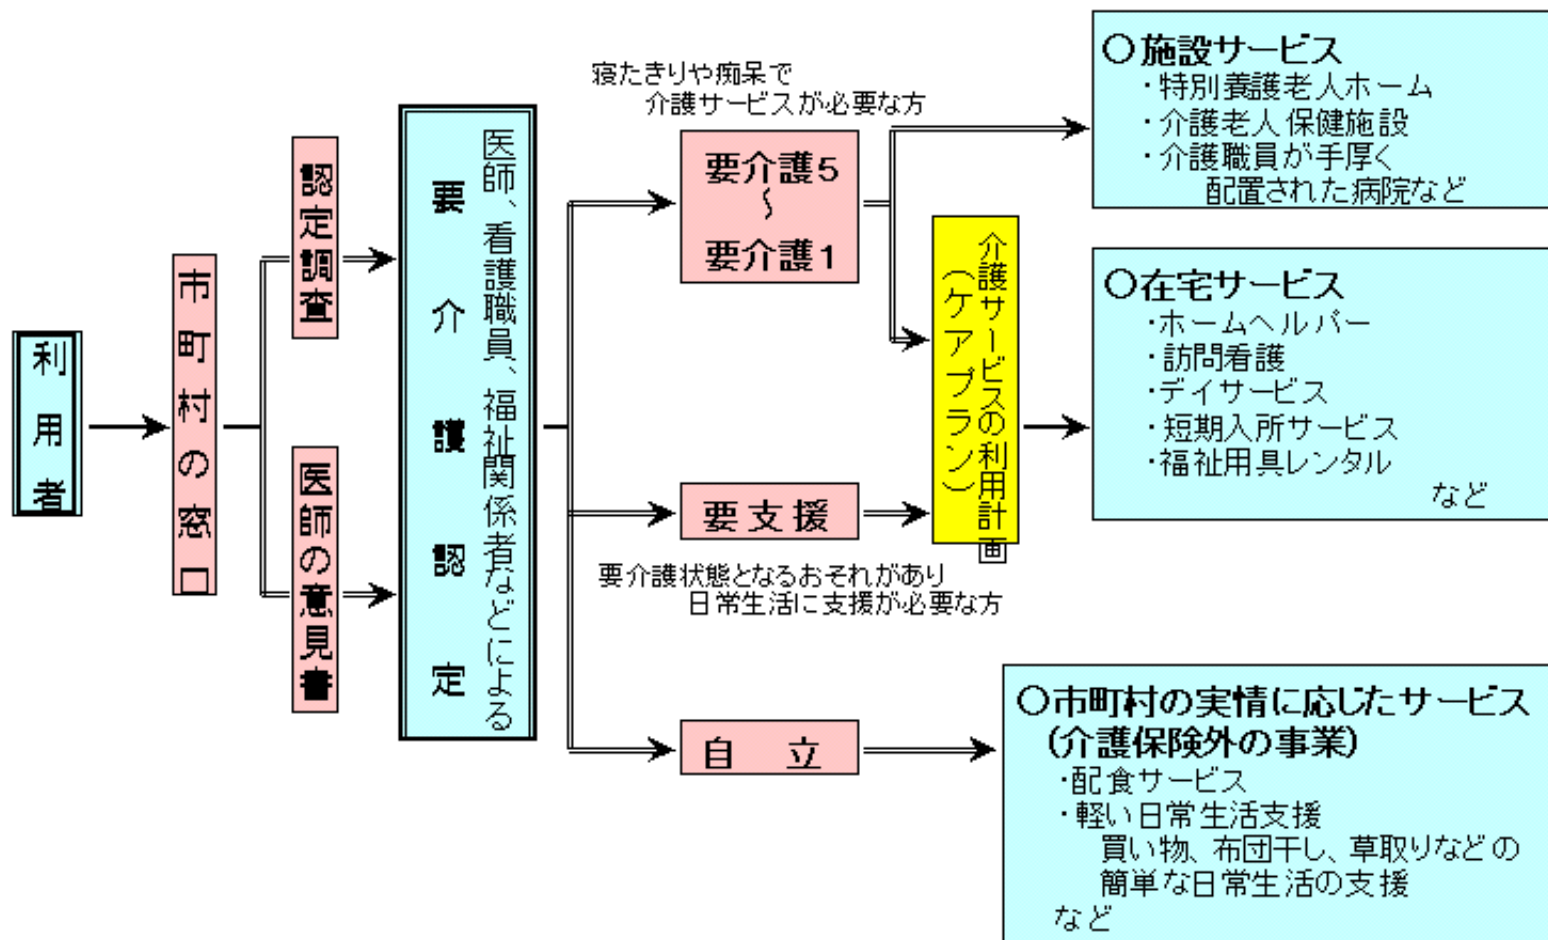 利用者
市町村の窓口
認定調査
医師の意見書
医師、看護職員、福祉関係者などによる
要介護認定
寝たきりや痴呆で
介護サービスが必要な方
要介護5
～
要介護1
要支援
要介護状態となるおそれがあり
日常生活に支援が必要な方
自立
介護サービスの利用計画
（ケアプラン）
○施設サービス
・特別養護老人ホーム
・介護老人保健施設
・介護職員が手厚く
配置された病院など
○在宅サービス
・ホームヘルパー
・訪問看護
・デイサービス
・短期入所サービス
・福祉用具レンタル
など
○市町村の実情に応じたサービス
（介護保険外の事業）
・配食サービス
・軽い日常生活支援
買い物、布団干し、草取りなどの
簡単な日常生活の支援
など